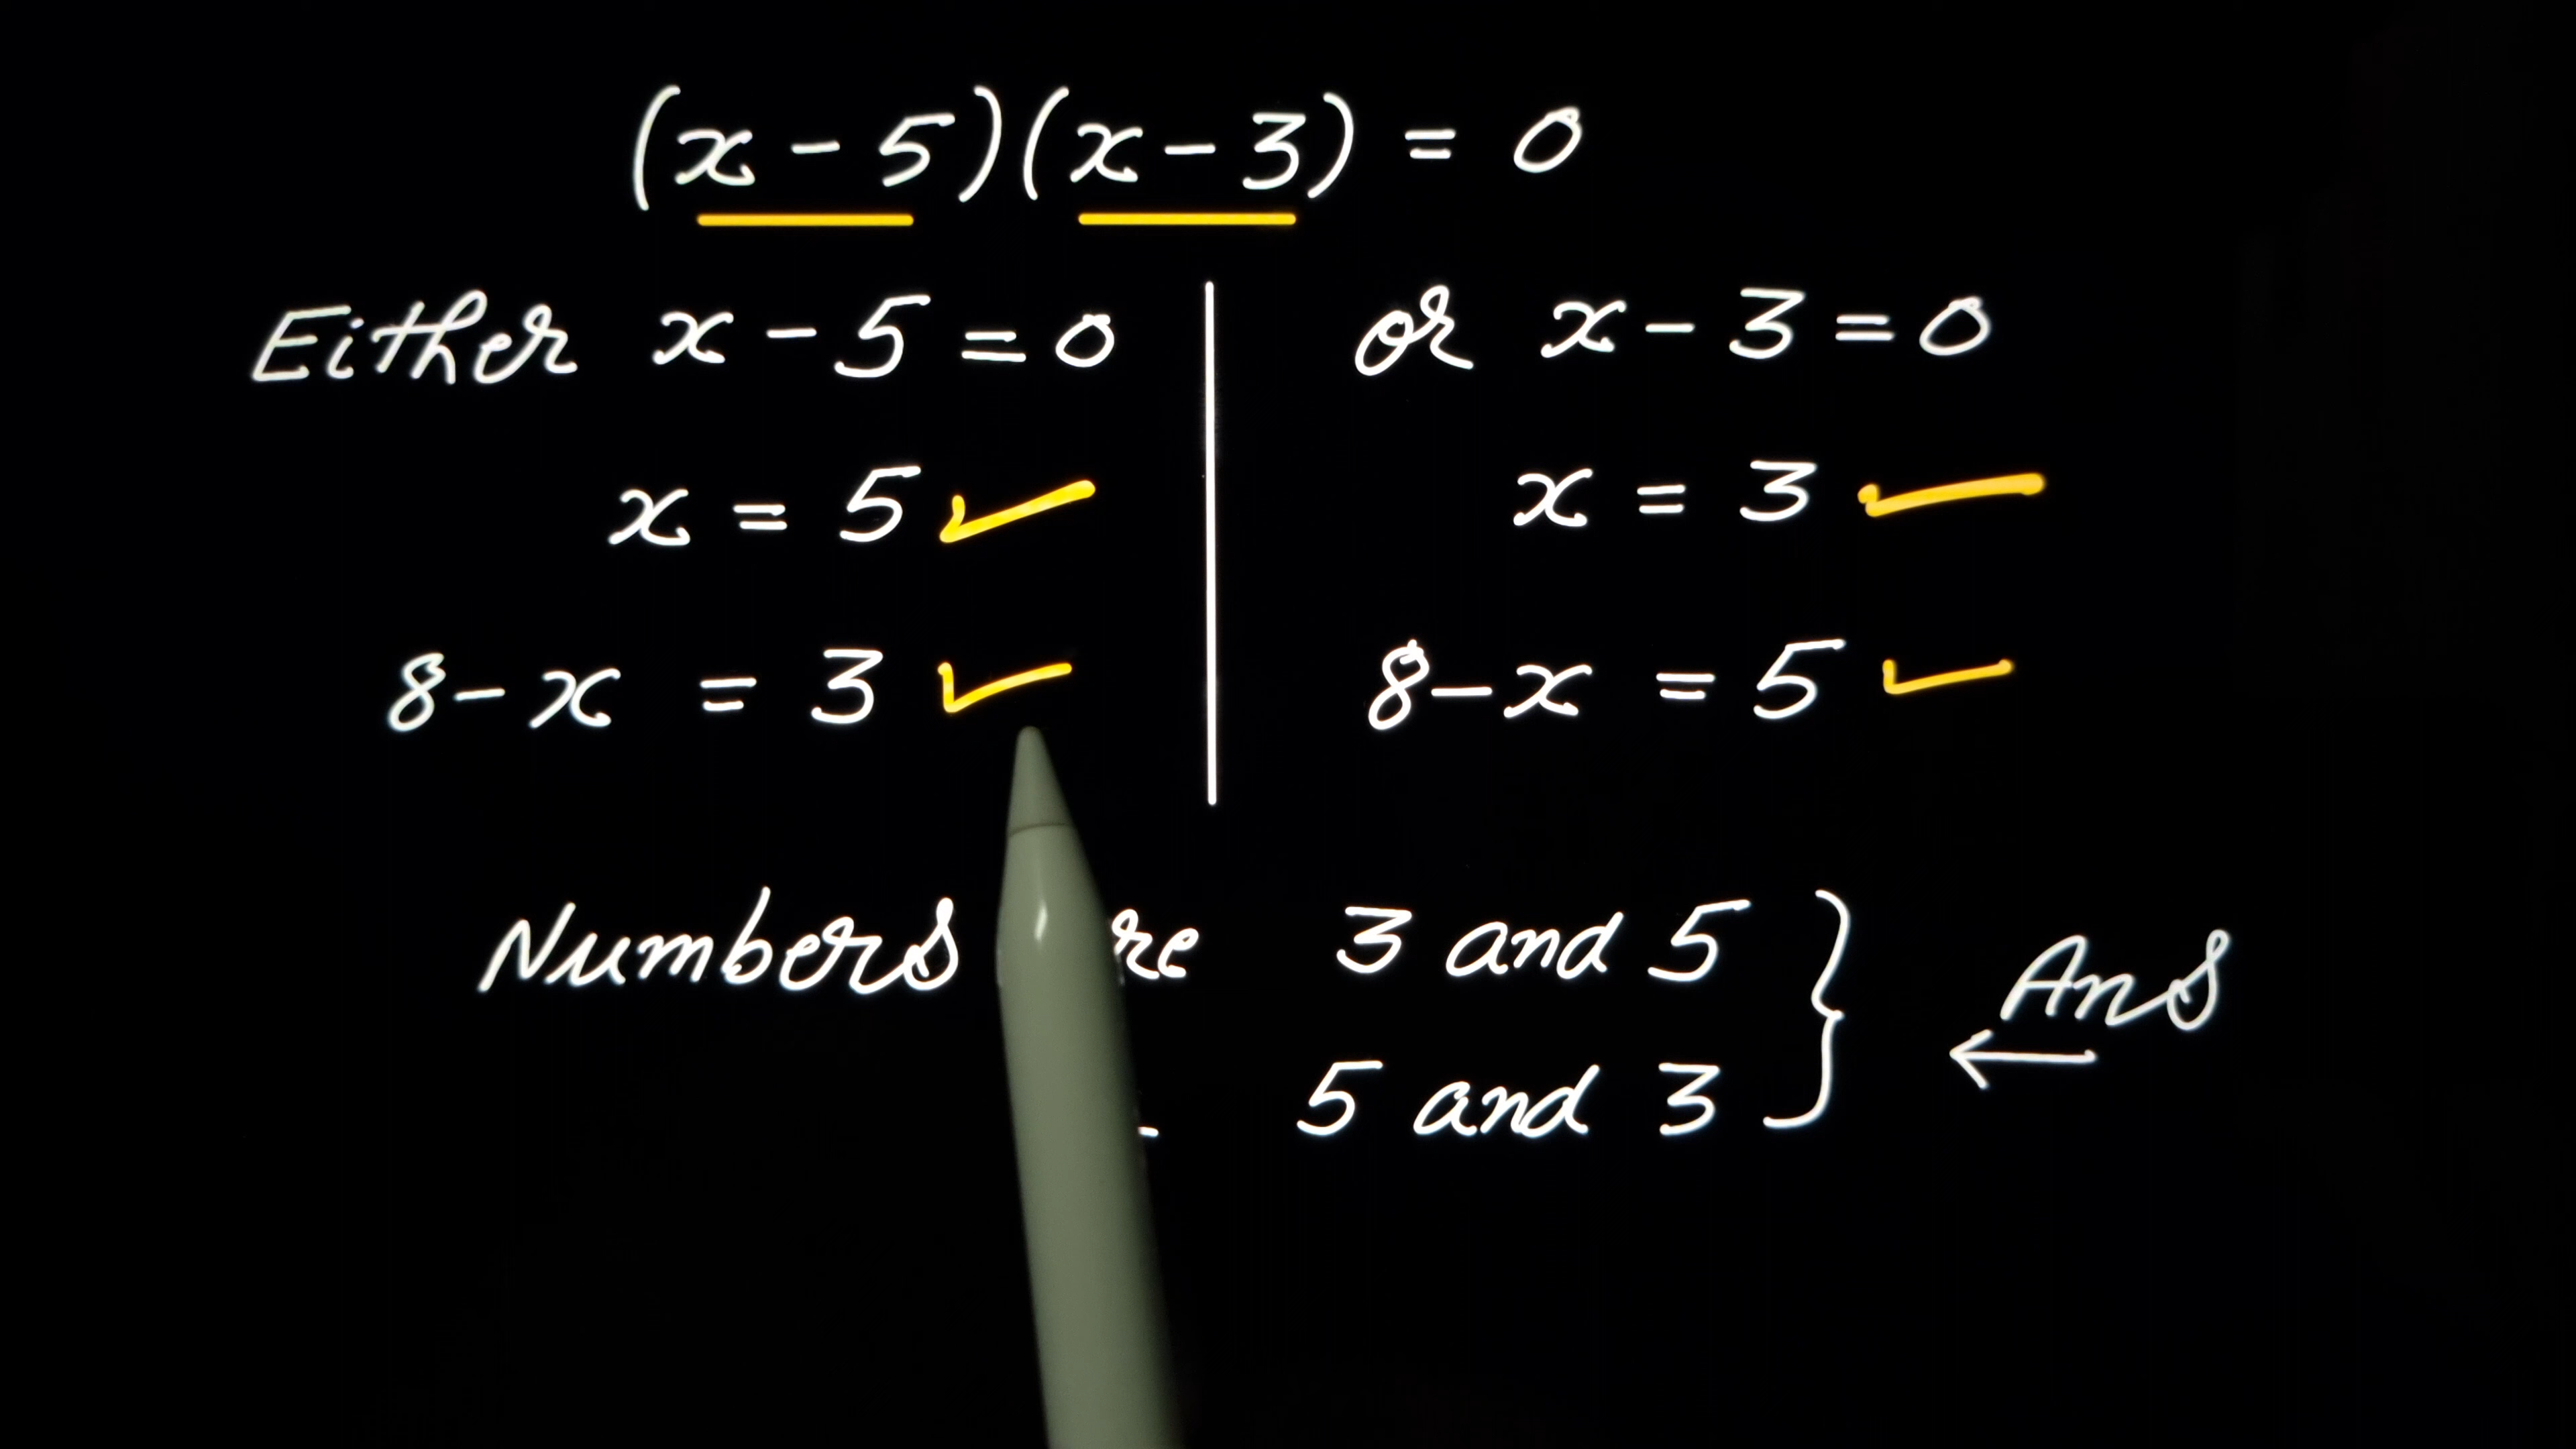 (x - 5)(x - 3) = 0
Either x - 5 = 0
x = 5 ✓
8 - x = 3 ✓
or x - 3 = 0
x = 3 ✓
8 - x = 5 ✓
Numbers re 3 and 5
5 and 3
Ans